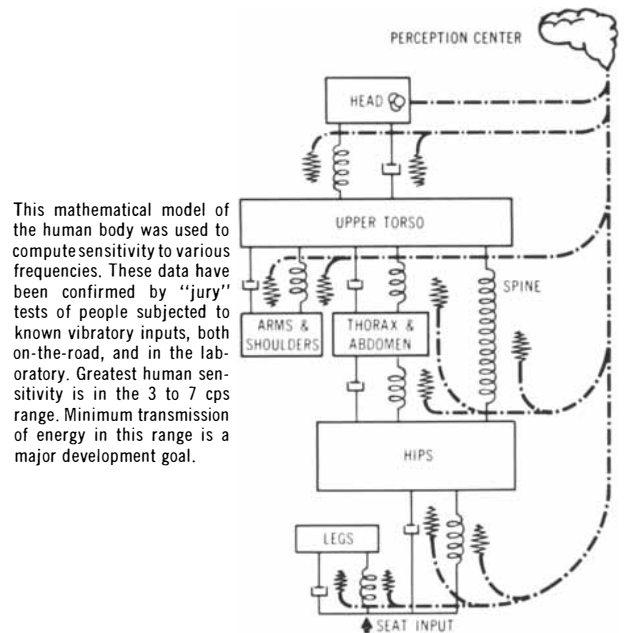 PERCEPTION CENTER
HEAD
UPPER TORSO
SPINE
ARMS &
SHOULDERS
THORAX &
ABDOMEN
HIPS
LEGS
SEAT INPUT
This mathematical model of
the human body was used to
compute sensitivity to various
frequencies. These data have
been confirmed by "jury"
tests of people subjected to
known vibratory inputs, both
on-the-road, and in the lab-
oratory. Greatest human sen-
sitivity is in the 3 to 7 cps
range. Minimum transmission
of energy in this range is a
major development goal.